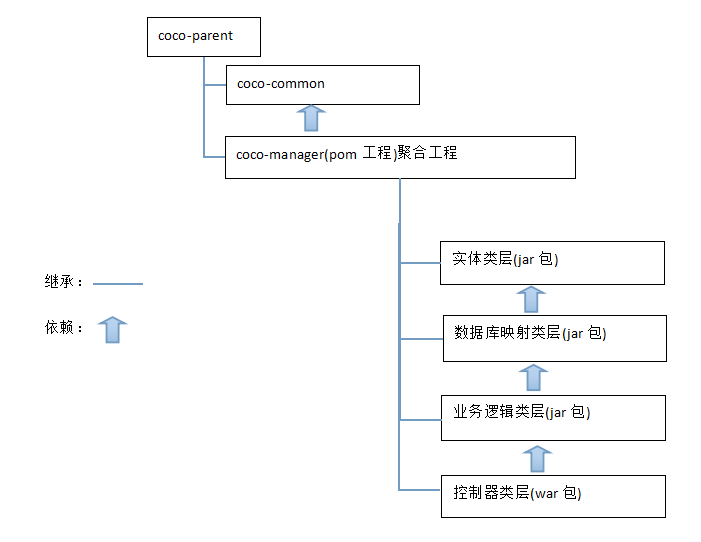 coco-parent
coco-common
coco-manager(pom 工程)聚合工程
实体类层(jar 包)
继承：
数据库映射类层(jar 包)
依赖：
业务逻辑类层(jar 包)
控制器类层(war 包)